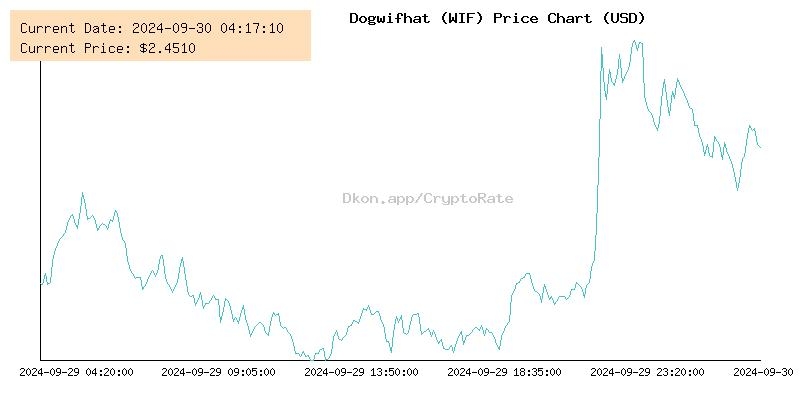 Dogwifhat (WIF) Price Chart (USD)
Current Date: 2024-09-30 04:17:10
Current Price: $2.4510
Dkon.app/CryptoRate
2024-09-29 04:20:00 2024-09-29 09:05:00 2024-09-29 13:50:00 2024-09-29 18:35:00 2024-09-29 23:20:00 2024-09-30